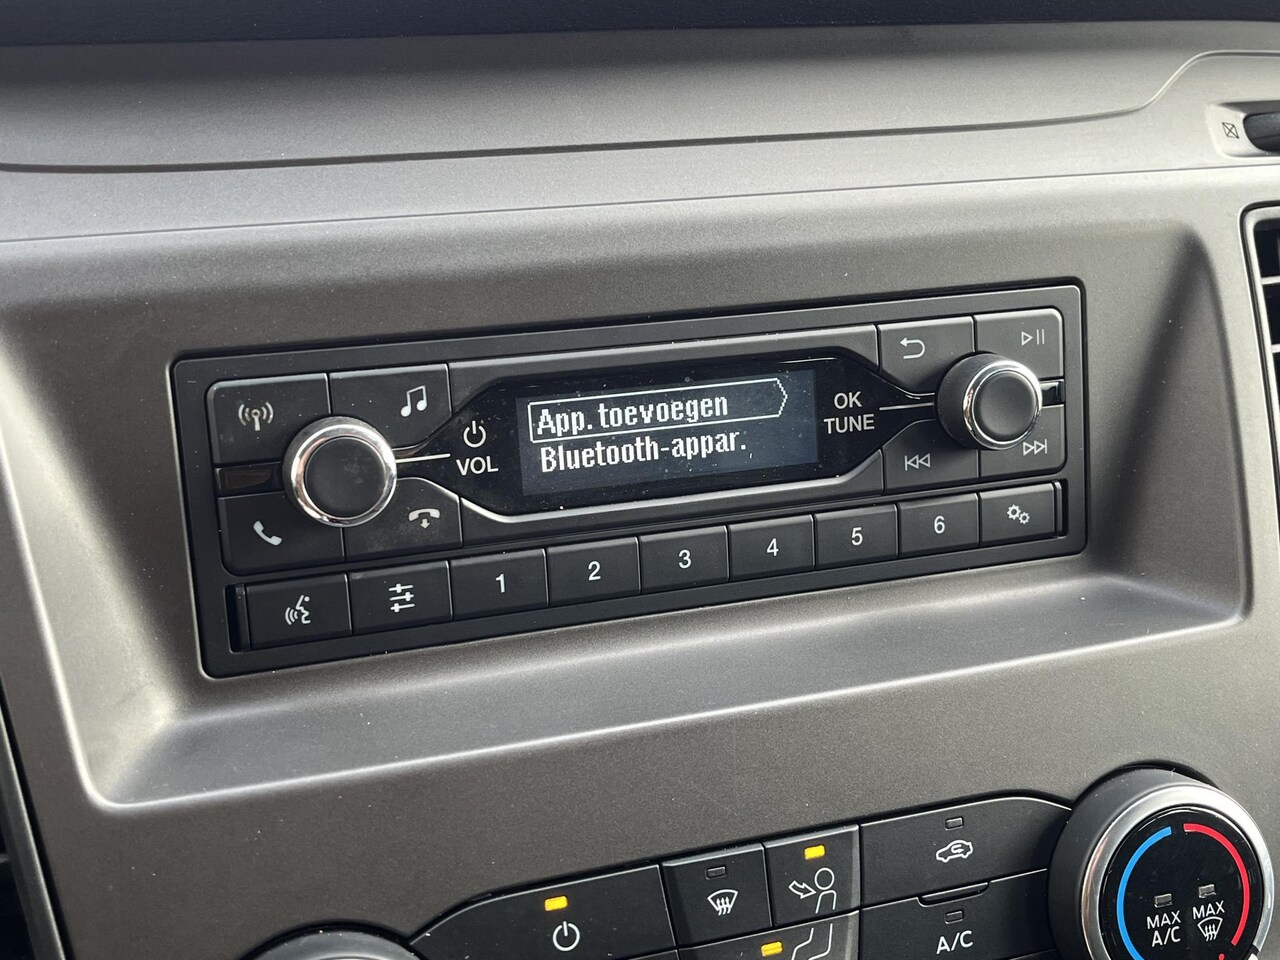 App. toevoegen
Bluetooth-appar.
VOL
OK
TUNE
1
2
3
4
5
6
A/C
MAX
A/C
MAX